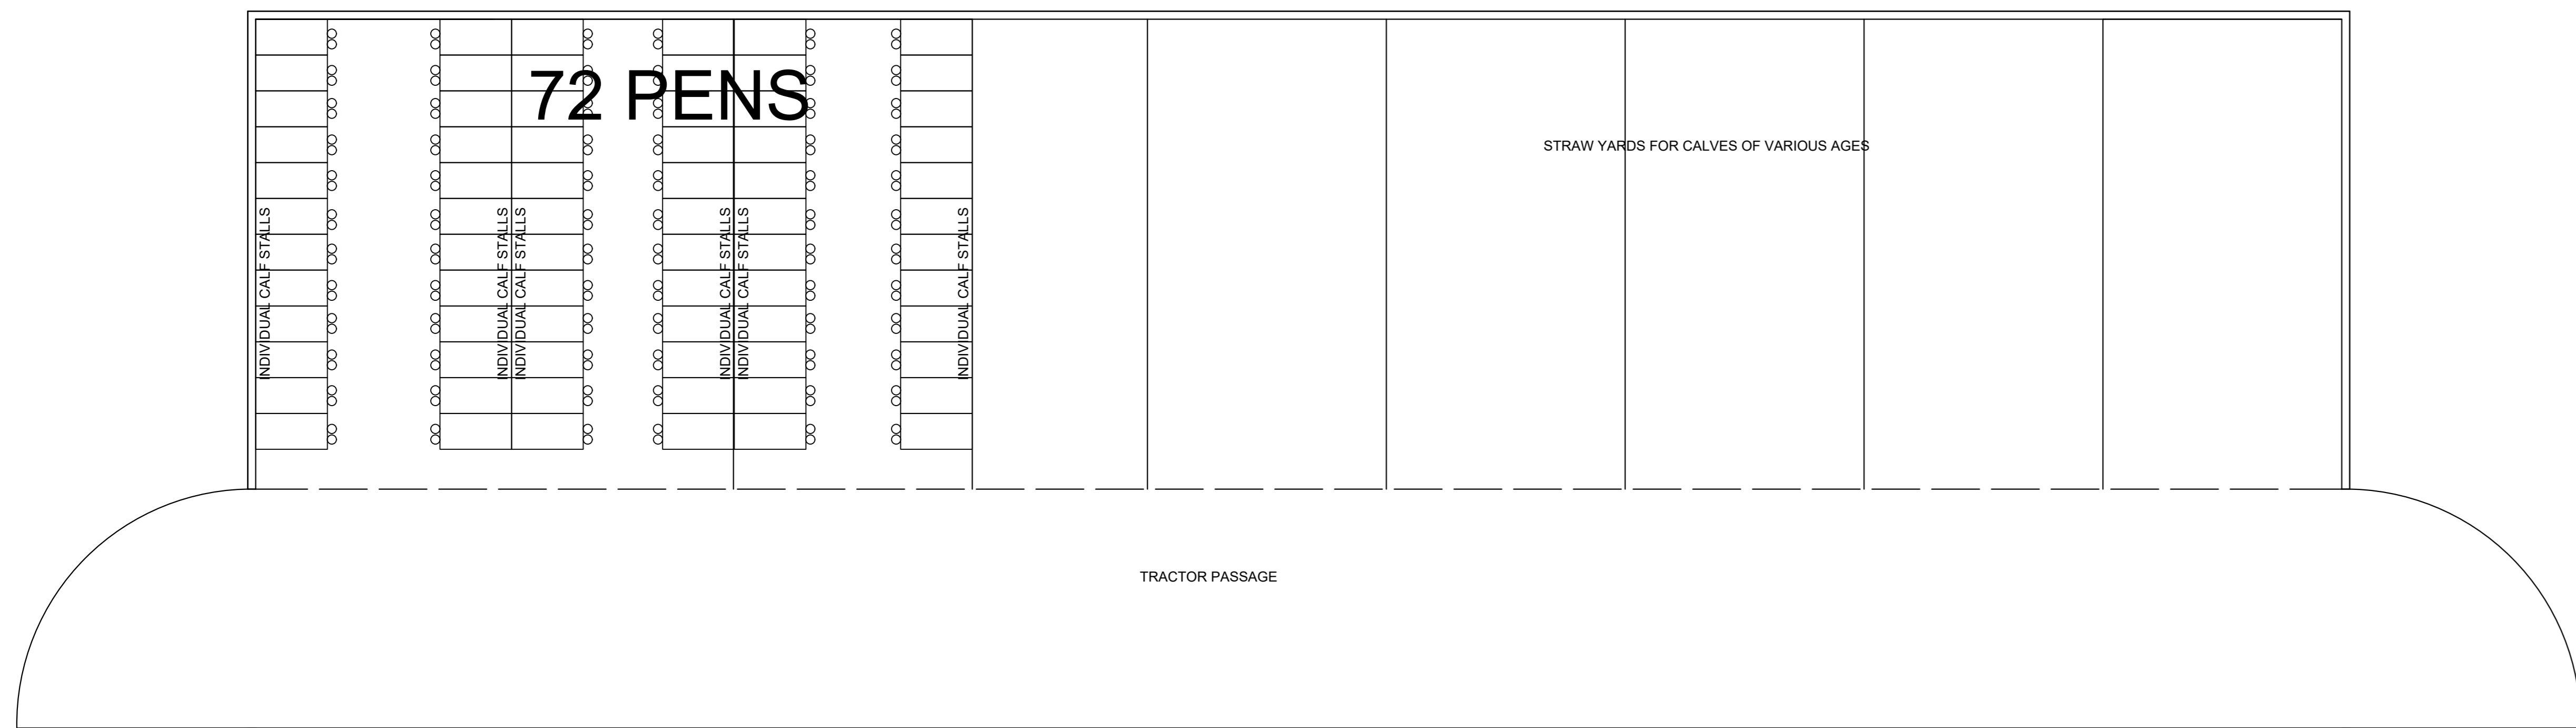 72 PENS
STRAW YARDS FOR CALVES OF VARIOUS AGES
INDIVIDUAL CALF STALLS
INDIVIDUAL CALF STALLS
INDIVIDUAL CALF STALLS
INDIVIDUAL CALF STALLS
INDIVIDUAL CALF STALLS
INDIVIDUAL CALF STALLS
TRACTOR PASSAGE